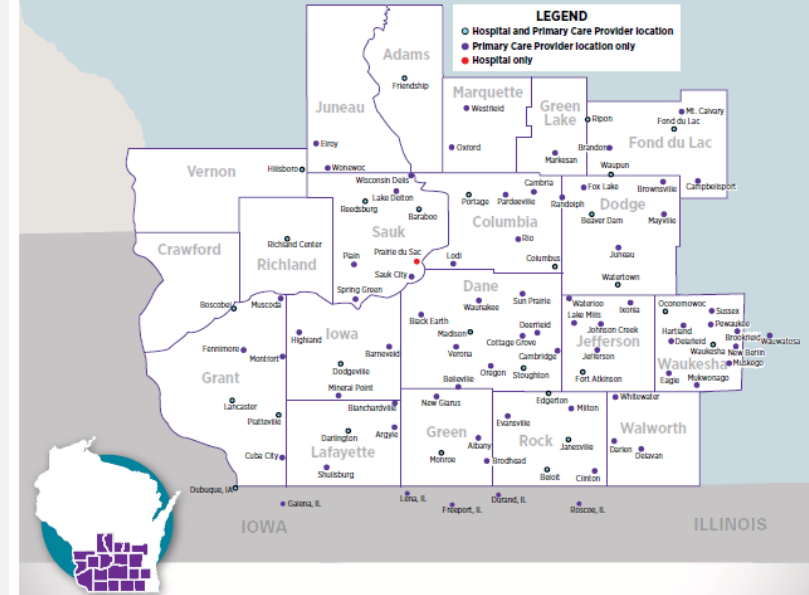 LEGEND
Hospital and Primary Care Provider location
Primary Care Provider location only
Hospital only
Adams
Friendship
Juneau
Marquette
Westfield
Green
Lake
Mt. Calvary
Fond du Lac
Ripon
Fond du Lac
Elroy
Oxford
Markesan
Brandon
Waupun
Vernon
Hillsboro
Wonewoc
Wisconsin Dells
Lake Delton
Cambria
Fox Lake
Brownsville
Campbellsport
Reedsburg
Baraboo
Portage
Pardeeville
Randolph
Dodge
Beaver Dam
Mayville
Columbia
Sauk
Crawford
Richland Center
Richland
Plain
Prairie du Sac
Rio
Lodi
Columbus
Juneau
Sauk City
Spring Green
Watertown
Dane
Boscobel
Muscoda
Waunakee
Sun Prairie
Waterloo
Ixonia
Oconomowoc
Sussex
Iowa
Highland
Black Earth
Madison
Deerfield
Lake Mills
Johnson Creek
Hartland
Pewaukee
Cottage Grove
Jefferson
Delafield
Brookfield
Wauwatosa
Fennimore
Montfort
Barneveld
Verona
Cambridge
Jefferson
Waukesha
New Berlin
Waukesha
Muskego
Dodgeville
Oregon
Stoughton
Fort Atkinson
Eagle
Mukwonago
Grant
Mineral Point
Belleville
Lancaster
Platteville
Blanchardville
New Glarus
Edgerton
Milton
Whitewater
Evansville
Walworth
Darlington
Argyle
Green
Albany
Rock
Janesville
Darien
Delavan
Cuba City
Lafayette
Shullsburg
Monroe
Brodhead
Beloit
Clinton
Dubuque, IA
Galena, IL
Lena, IL
Freeport, IL
Durand, IL
Roscoe, IL
IOWA
ILLINOIS